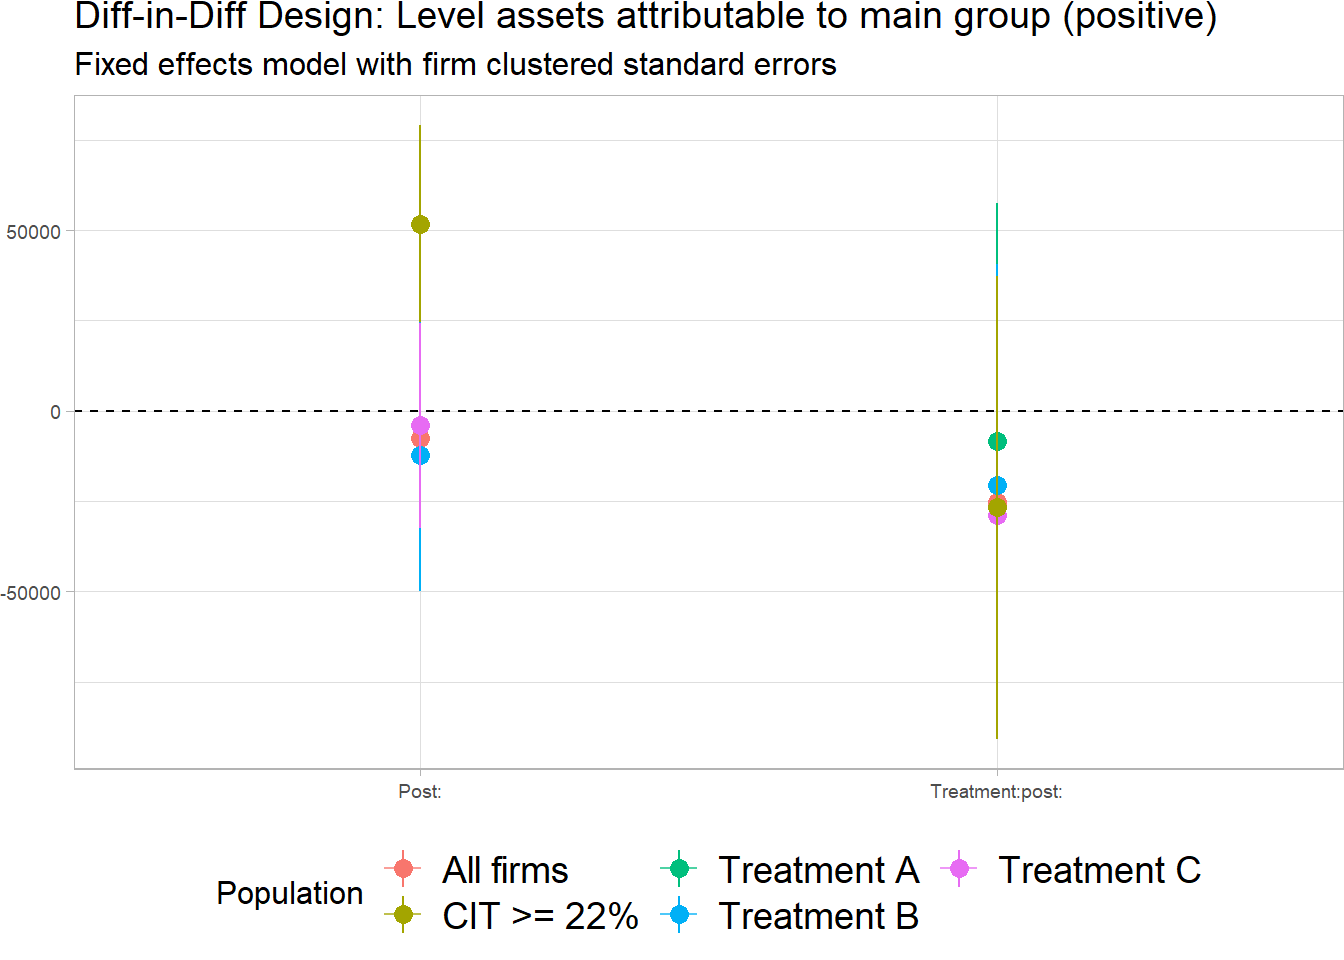 Diff-in-Diff Design: Level assets attributable to main group (positive)
Fixed effects model with firm clustered standard errors
50000
0
-50000
Post:
Treatment:post:
Population
All firms
Treatment A
Treatment C
CIT >= 22%
Treatment B